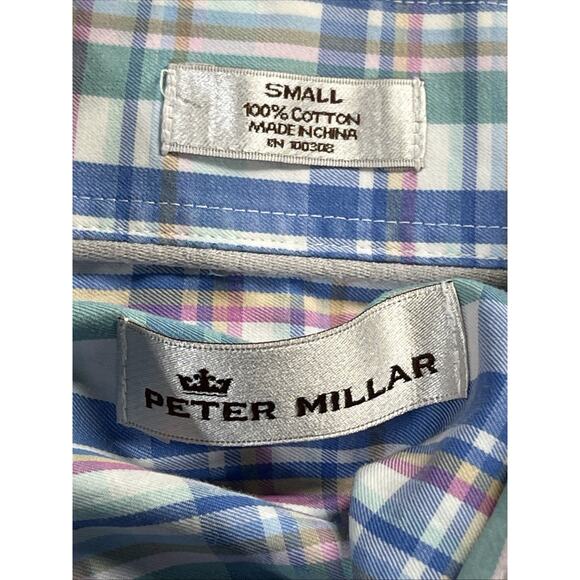 SMALL
100% COTTON
MADE IN CHINA
RN 100308
PETER MILLAR